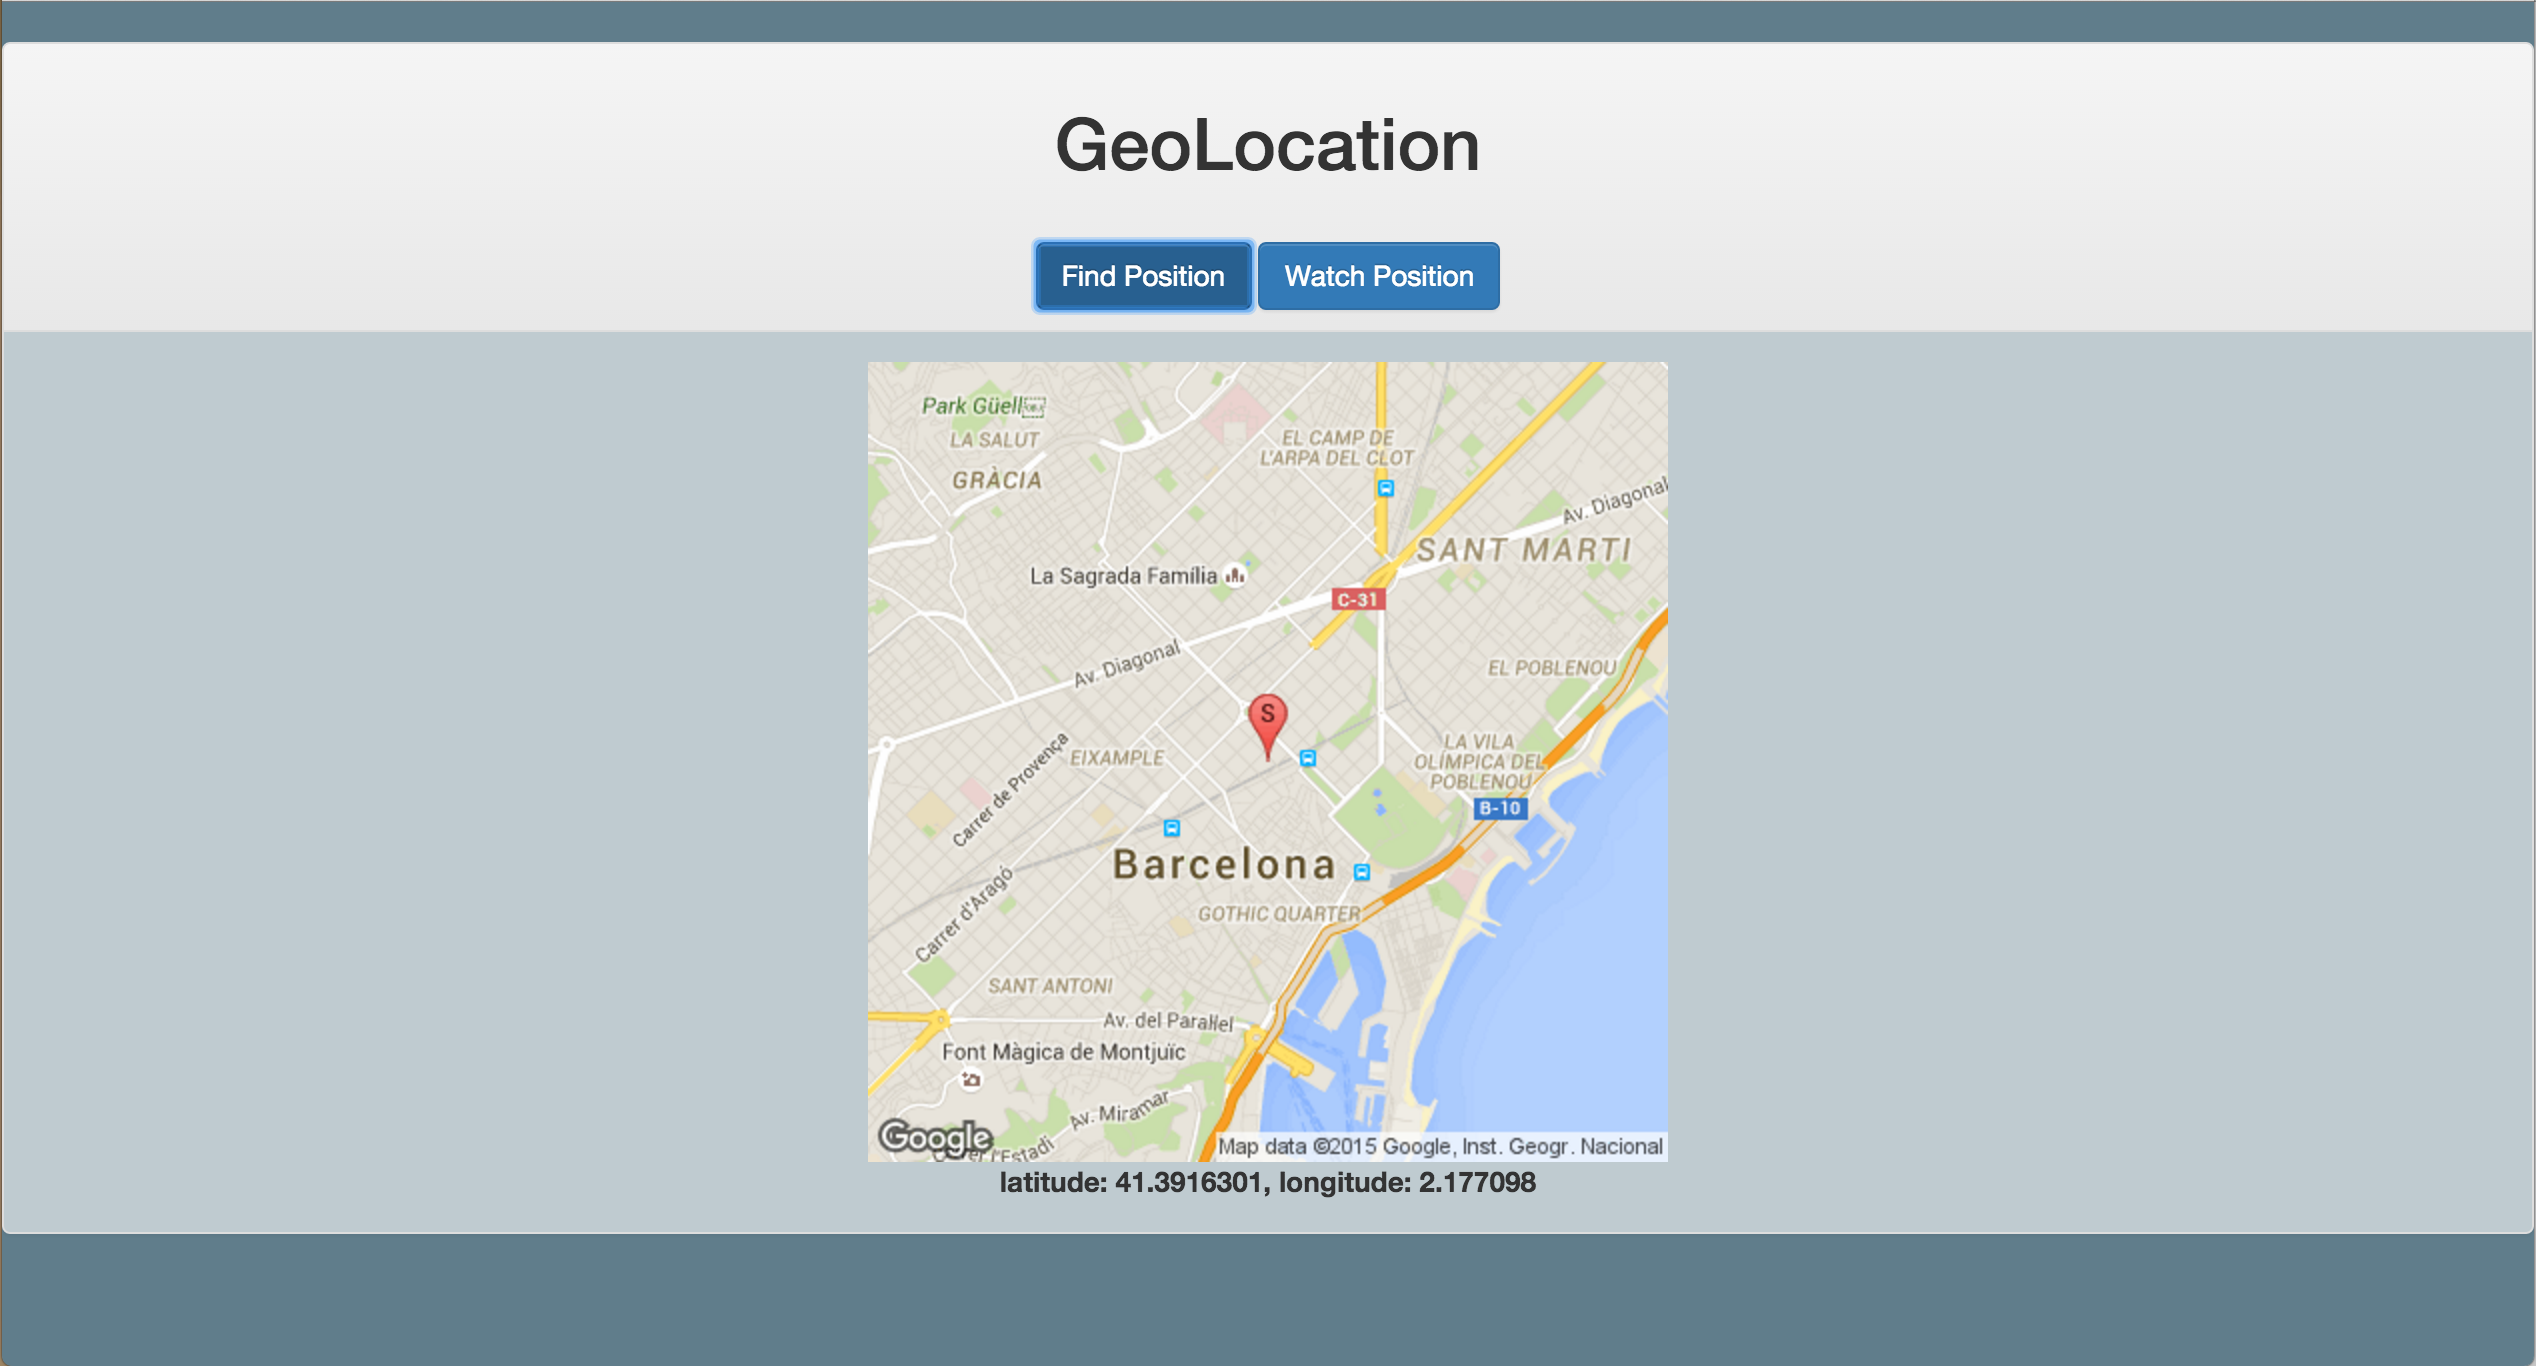 GeoLocation
Find Position
Watch Position
Park Güell
LA SALUT
GRÀCIA
EL CAMP DE
L'ARPA DEL CLOT
Av. Diagonal
SANT MARTI
La Sagrada Família
C-31
Av. Diagonal
EL POBLENOU
S
EIXAMPLE
Carrer de Provença
LA VILA
OLÍMPICA DEL
POBLENOU
B-10
Barcelona
Carrer d'Aragó
GOTHIC QUARTER
SANT ANTONI
Av. del Paral·lel
Font Màgica de Montjuïc
Av. Miramar
Google
l'Estadi
Map data ©2015 Google, Inst. Geogr. Nacional
latitude: 41.3916301, longitude: 2.177098